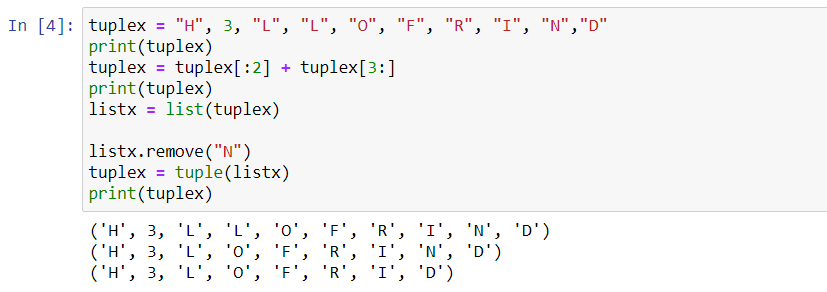 In [4]: tuplex = "H", 3, "L", "L", "O", "F", "R", "I", "N","D"
print(tuplex)
tuplex = tuplex[:2] + tuplex[3:]
print(tuplex)
listx = list(tuplex)
listx.remove("N")
tuplex = tuple(listx)
print(tuplex)
('H', 3, 'L', 'L', 'O', 'F', 'R', 'I', 'N', 'D')
('H', 3, 'L', 'O', 'F', 'R', 'I', 'N', 'D')
('H', 3, 'L', 'O', 'F', 'R', 'I', 'D')